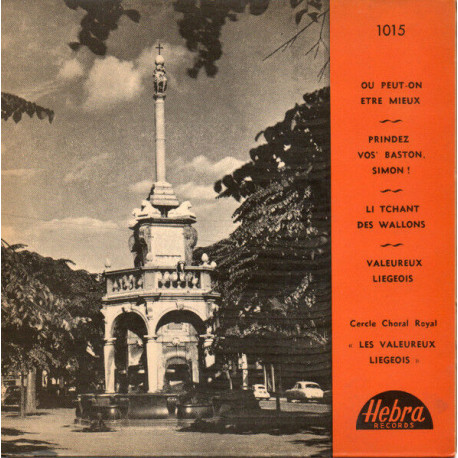 1015
OU PEUT-ON
ETRE MIEUX
PRINDEZ
VOS' BASTON,
SIMON !
LI TCHANT
DES WALLONS
VALEUREUX
LIEGEOIS
Cercle Choral Royal
« LES VALEUREUX
LIEGEOIS »
Hebra
RECORDS